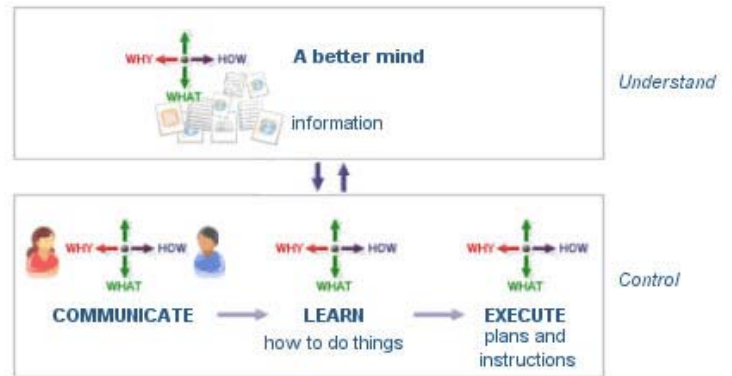 A better mind
WHY HOW
WHAT
information
Understand
WHY HOW WHY HOW WHY HOW
WHAT WHAT WHAT
Control
COMMUNICATE LEARN EXECUTE
how to do things plans and
instructions